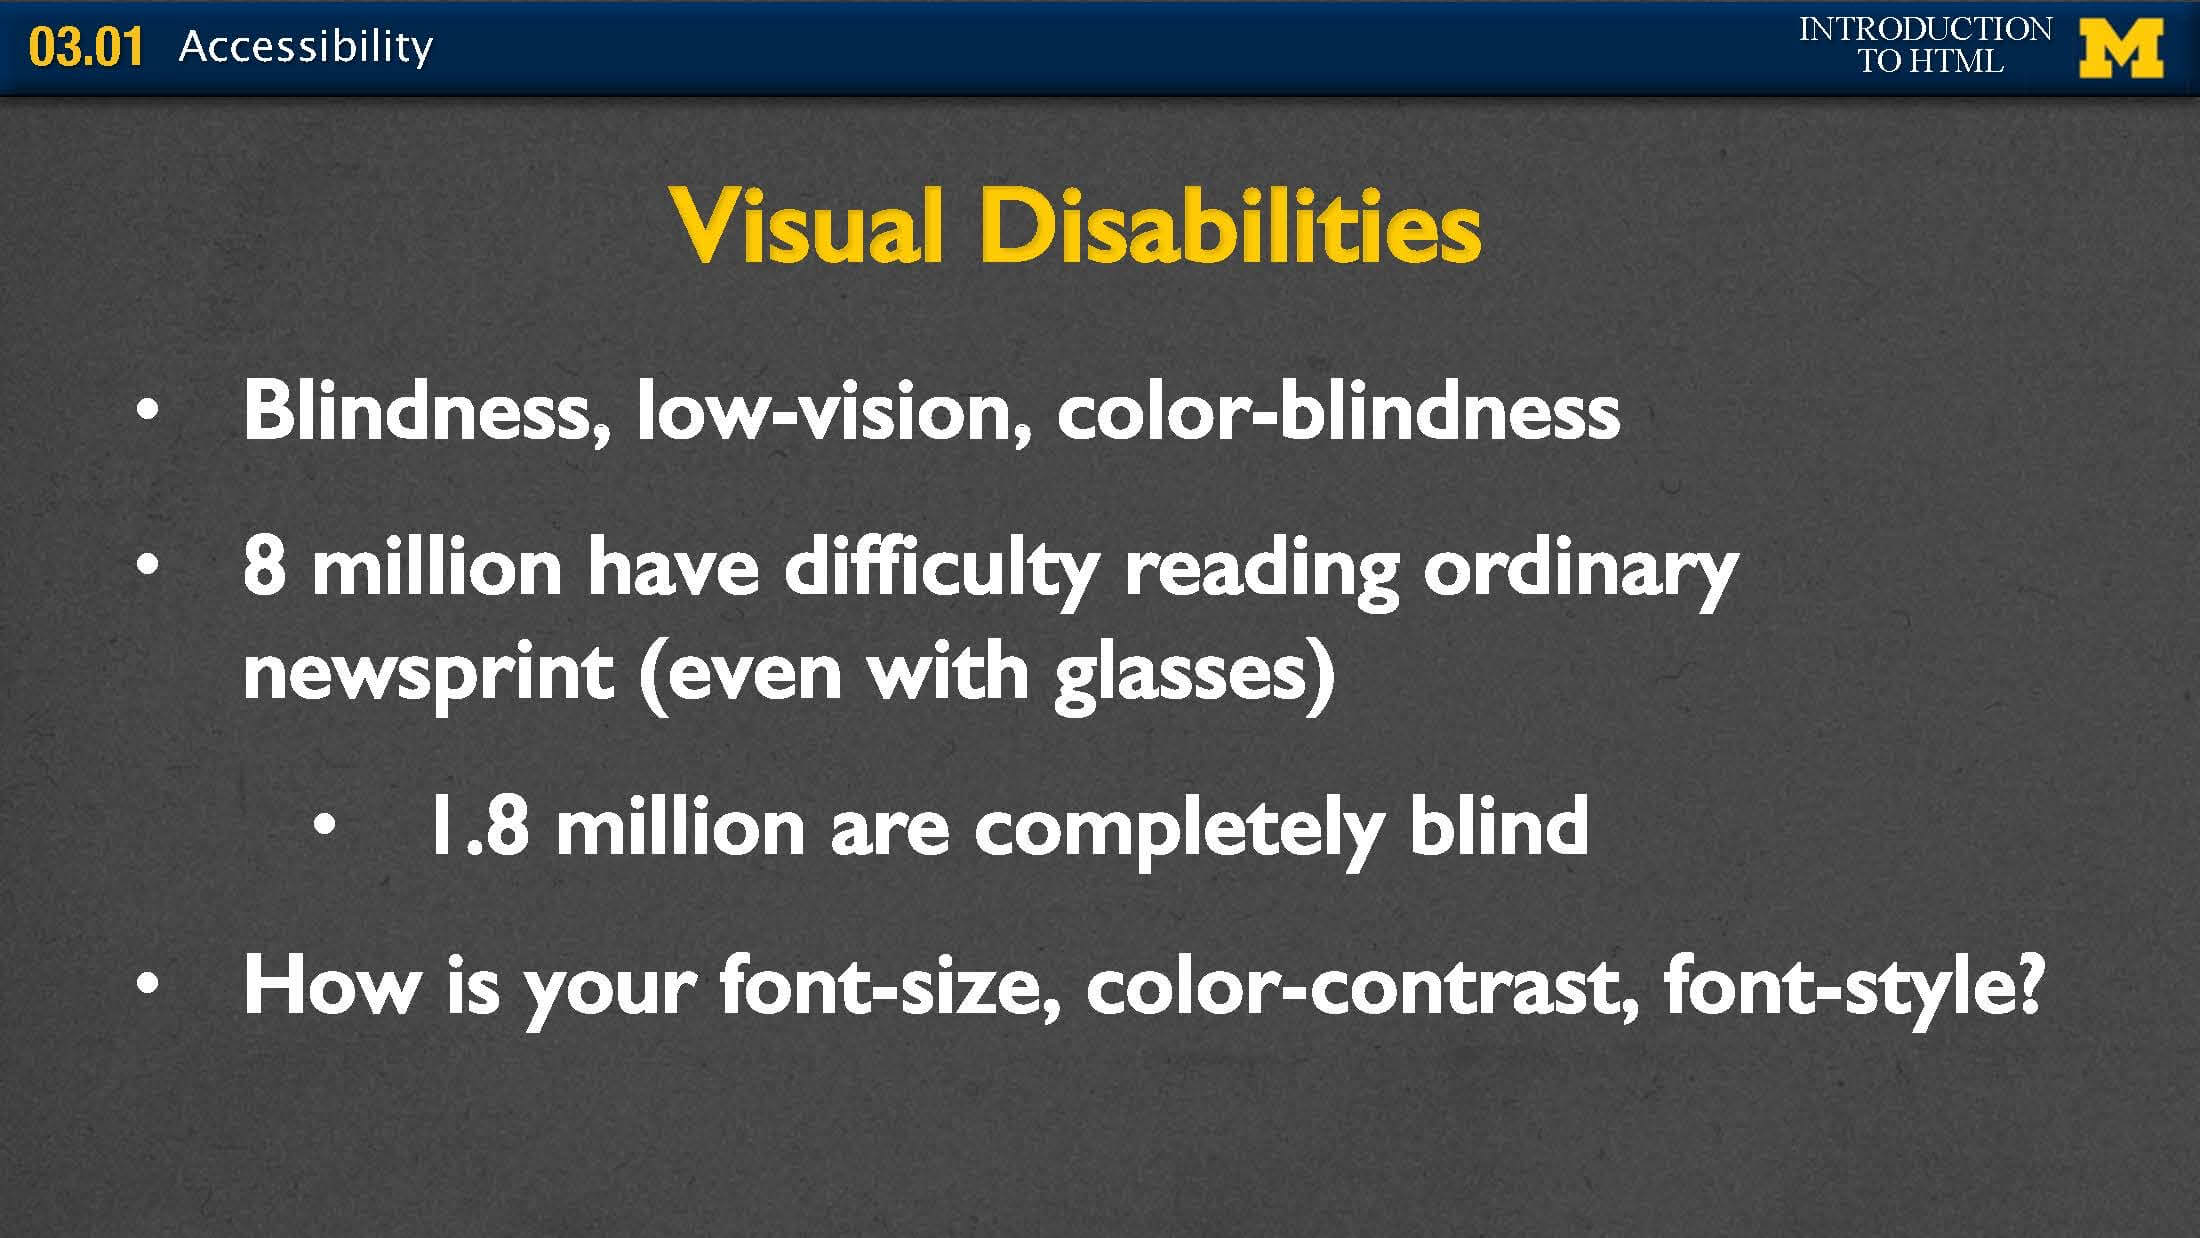 03.01 Accessibility
INTRODUCTION
TO HTML
M
Visual Disabilities
• Blindness, low-vision, color-blindness
• 8 million have difficulty reading ordinary
newsprint (even with glasses)
• 1.8 million are completely blind
• How is your font-size, color-contrast, font-style?